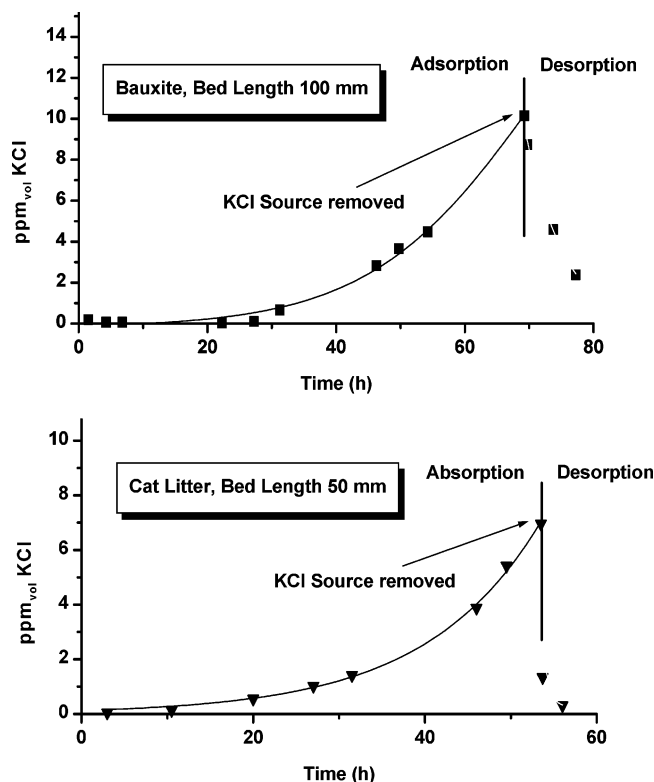 12
Adsorption Desorption
Bauxite, Bed Length 100 mm
10
8
ppmvol KCl
6
KCl Source removed
4
2
0
0 20 40 60 80
Time (h)
10
Absorption Desorption
Cat Litter, Bed Length 50 mm
8
6
ppmvol KCl
KCl Source removed
4
2
0
0 20 40 60
Time (h)